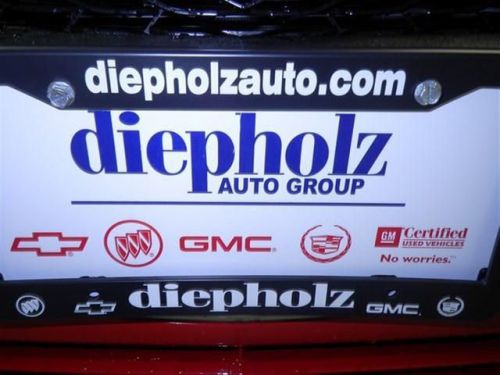 diepholzauto.com
diepholz
AUTO GROUP
GMC
GM Certified
USED VEHICLES
No worries.
diepholz
GMC